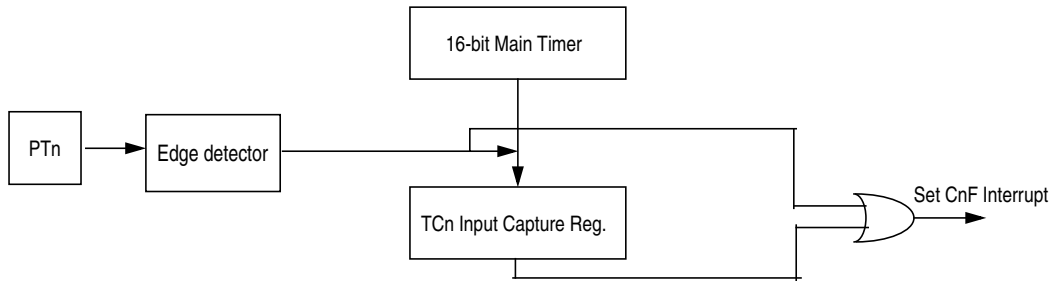 16-bit Main Timer
PTn
Edge detector
TCn Input Capture Reg.
Set CnF Interrupt